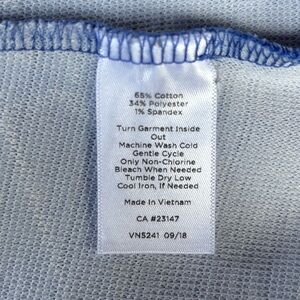 65% Cotton
34% Polyester
1% Spandex
Turn Garment Inside
Out
Machine Wash Cold
Gentle Cycle
Only Non-Chlorine
Bleach When Needed
Tumble Dry Low
Cool Iron, If Needed
Made In Vietnam
CA #23147
VN5241 09/18